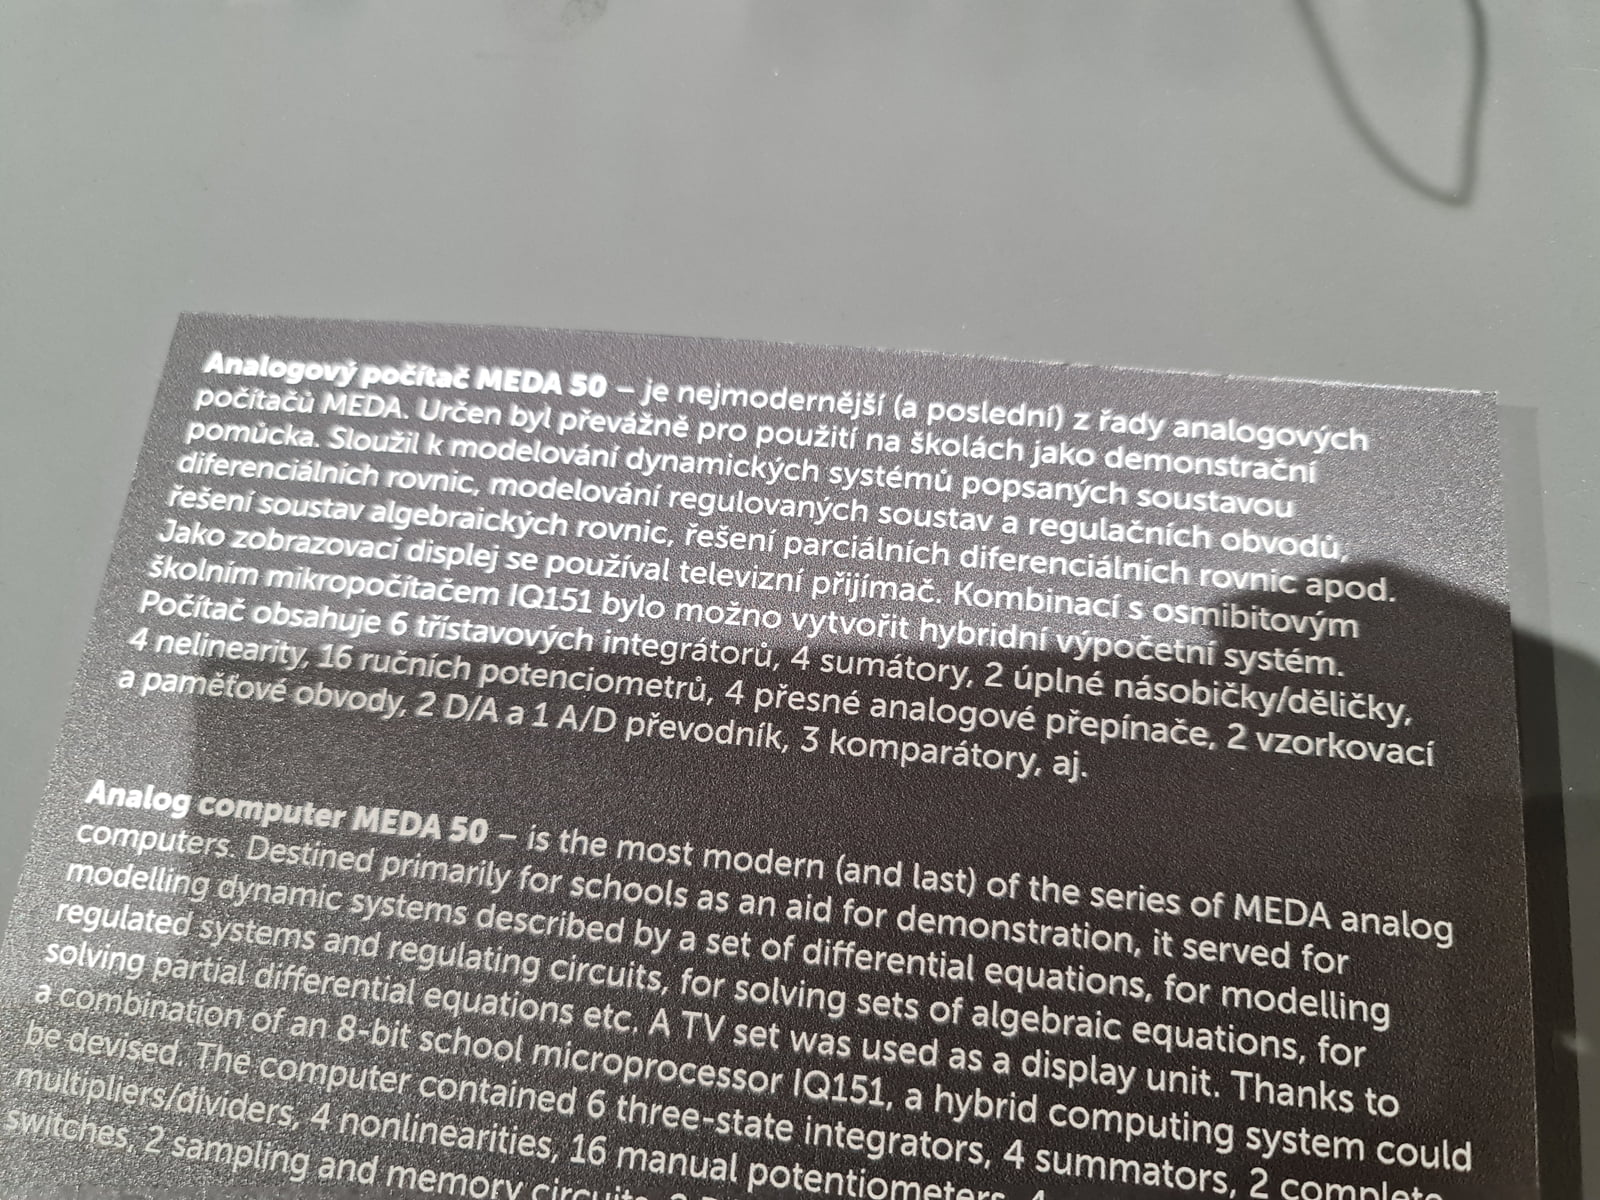 Analogový počítač MEDA 50 – je nejmodernější (a poslední) z řady analogových
počítačů MEDA. Určen byl převážně pro použití na školách jako demonstrační
pomůcka. Sloužil k modelování dynamických systémů popsaných soustavou
diferenciálních rovnic, modelování regulovaných soustav a regulačních obvodů,
řešení soustav algebraických rovnic, řešení parciálních diferenciálních rovnic apod.
Jako zobrazovací displej se používal televizní přijímač. Kombinací s osmibitovým
školním mikropočítačem IQ151 bylo možno vytvořit hybridní výpočetní systém.
Počítač obsahuje 6 třístavových integrátorů, 4 sumátory, 2 úplné násobičky/děličky,
4 nelinearity, 16 ručních potenciometrů, 4 přesné analogové přepínače, 2 vzorkovací
a paměťové obvody, 2 D/A a 1 A/D převodník, 3 komparátory, aj.
Analog computer MEDA 50 – is the most modern (and last) of the series of MEDA analog
computers. Destined primarily for schools as an aid for demonstration, it served for
modelling dynamic systems described by a set of differential equations, for modelling
regulated systems and regulating circuits, for solving sets of algebraic equations, for
solving partial differential equations etc. A TV set was used as a display unit. Thanks to
a combination of an 8-bit school microprocessor IQ151, a hybrid computing system could
be devised. The computer contained 6 three-state integrators, 4 summators, 2 complete
multipliers/dividers, 4 nonlinearities, 16 manual potentiometers, 4
switches, 2 sampling and memory circuits,